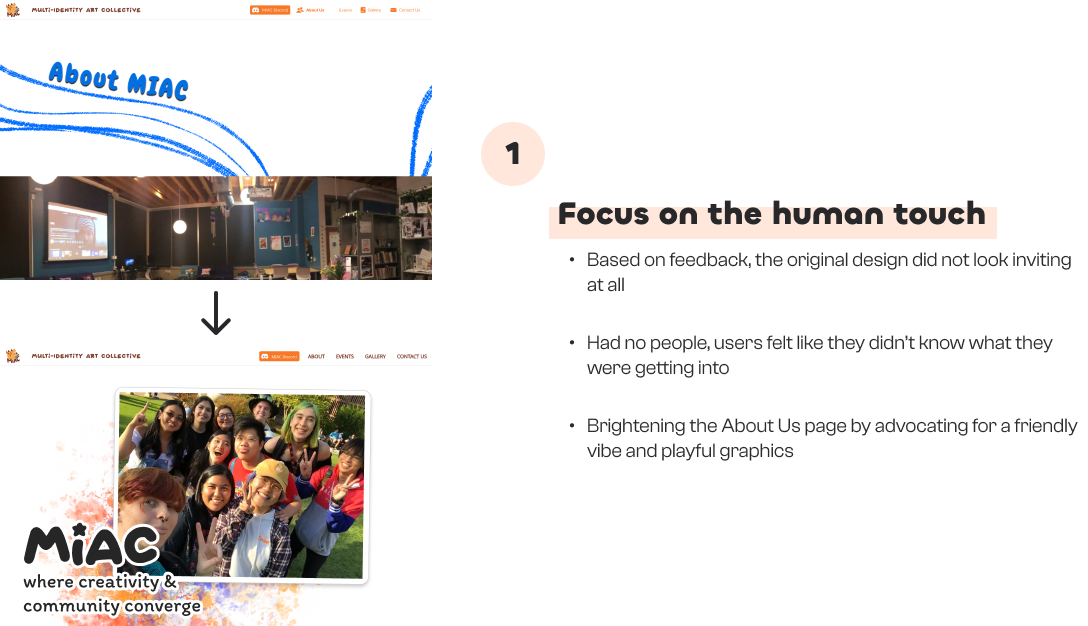 MULTI-IDENTITY ART COLLECTIVE
MIAC Discord About Us Events Gallery Contact Us
About MIAC
MULTI-IDENTITY ART COLLECTIVE
MIAC Discord ABOUT EVENTS GALLERY CONTACT US
MiAC
where creativity &
community converge
1
Focus on the human touch
• Based on feedback, the original design did not look inviting
at all
• Had no people, users felt like they didn’t know what they
were getting into
• Brightening the About Us page by advocating for a friendly
vibe and playful graphics